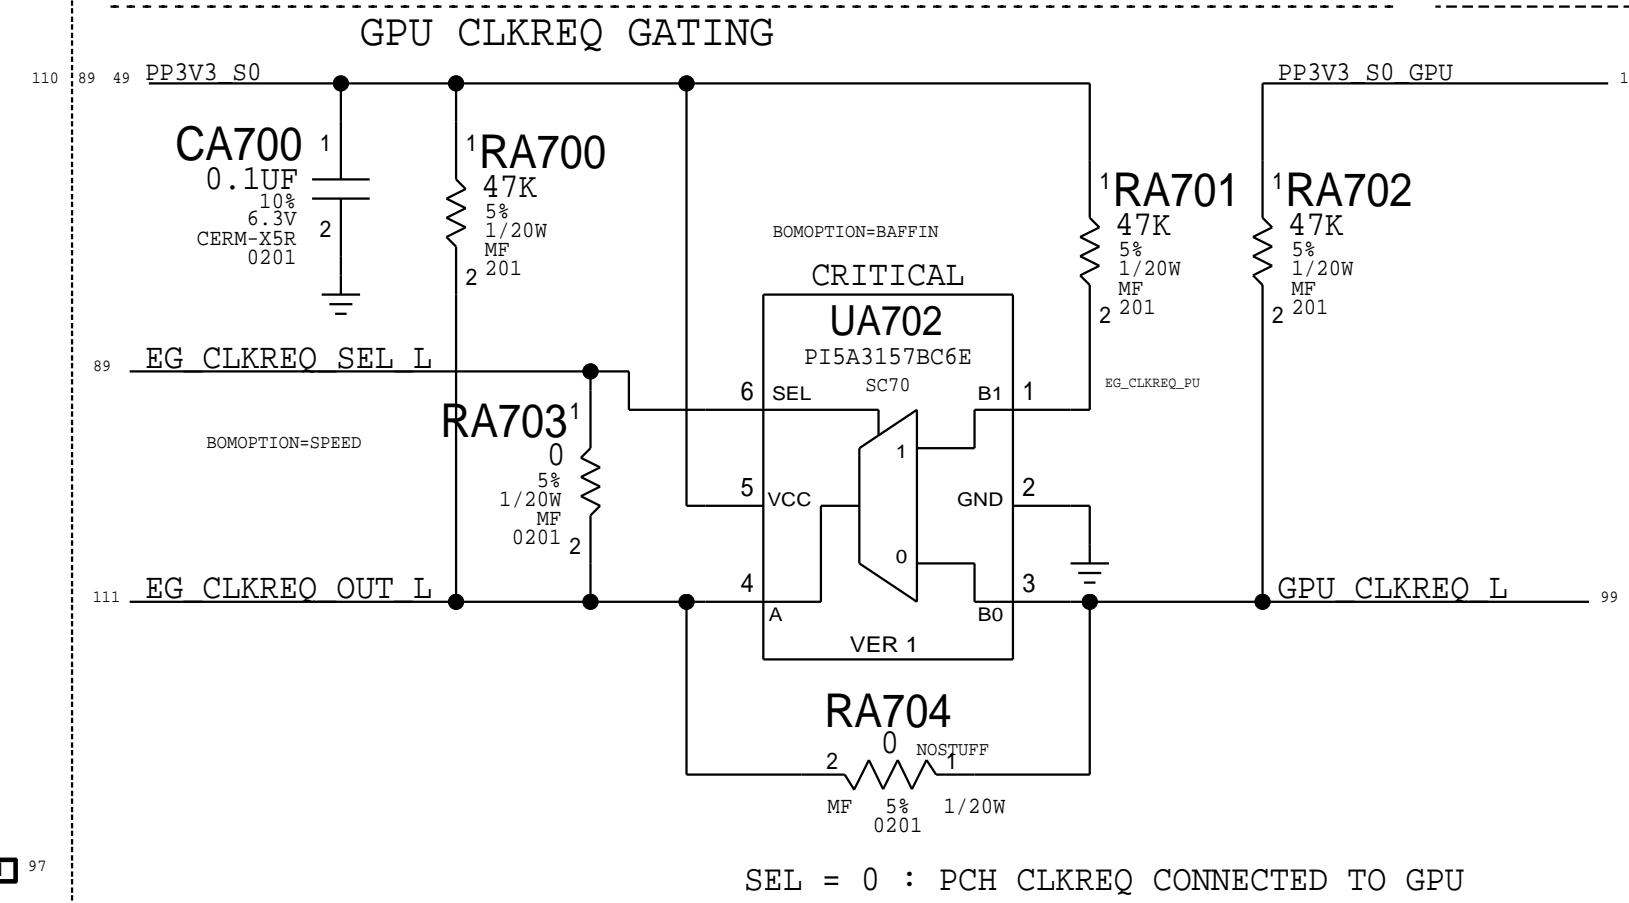 GPU CLKREQ GATING
110 89 49 PP3V3_S0
PP3V3_S0_GPU 1
CA700 1
0.1UF
10%
6.3V
CERM-X5R
0201
2
1 RA700
47K
5%
1/20W
MF
201
2
1 RA701
47K
5%
1/20W
MF
201
2
1 RA702
47K
5%
1/20W
MF
201
2
BOMOPTION=BAFFIN
CRITICAL
UA702
PI5A3157BC6E
SC70
89 EG_CLKREQ_SEL_L
6 SEL
B1 1
EG_CLKREQ_PU
1
RA703 1
0
5%
1/20W
MF
0201
2
BOMOPTION=SPEED
5 VCC
GND 2
0
111 EG_CLKREQ_OUT_L
4
A
3
B0
GPU_CLKREQ_L 99
VER 1
RA704
0 NOSTUFF
2 1
MF 5% 1/20W
0201
97
SEL = 0 : PCH CLKREQ CONNECTED TO GPU